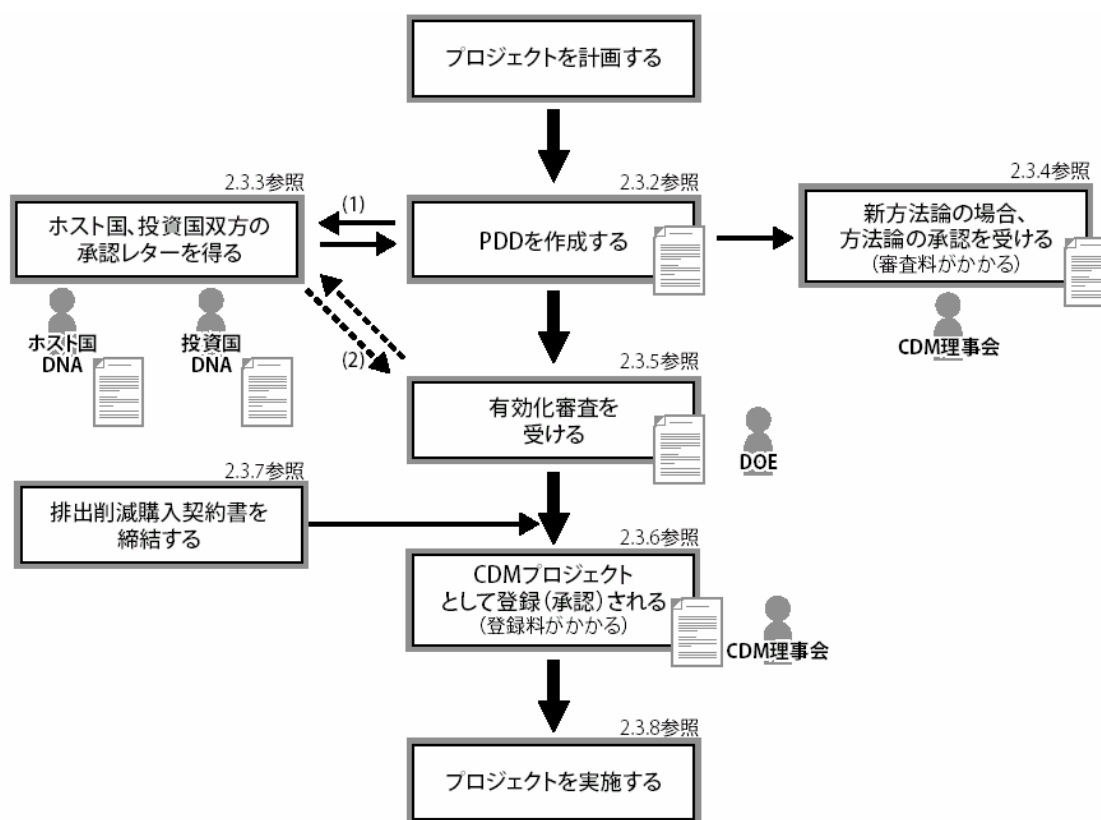 プロジェクトを計画する
2.3.3参照
ホスト国、投資国双方の
承認レターを得る
(1)
2.3.2参照
PDDを作成する
2.3.4参照
新方法論の場合、
方法論の承認を受ける
(審査料がかかる)
ホスト国
DNA
投資国
DNA
(2)
CDM理事会
2.3.5参照
有効化審査を
受ける
DOE
2.3.7参照
排出削減購入契約書を
締結する
2.3.6参照
CDMプロジェクト
として登録(承認)される
(登録料がかかる)
CDM理事会
2.3.8参照
プロジェクトを実施する